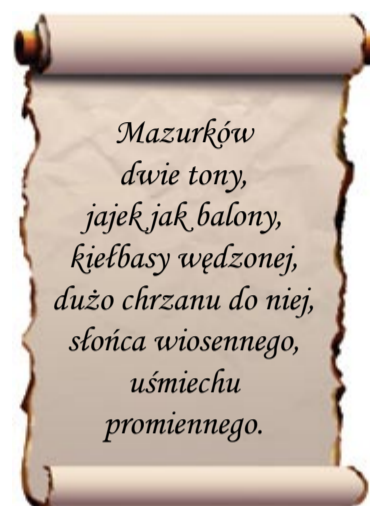 Mazurków
dwie tony,
jajek jak balony,
kiełbasy wędzonej,
dużo chrzanu do niej,
słońca wiosennego,
uśmiechu
promiennego.